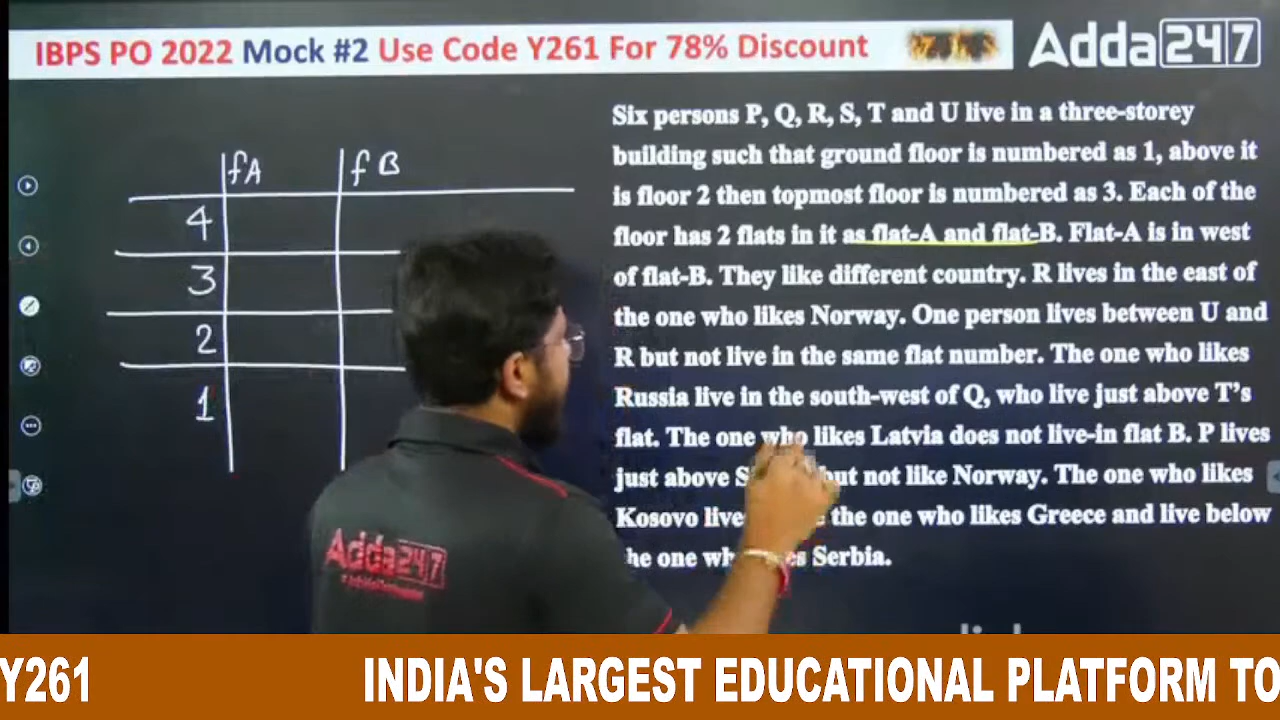 IBPS PO 2022 Mock #2 Use Code Y261 For 78% Discount
Adda247
fA
f B
4
3
2
1
Six persons P, Q, R, S, T and U live in a three-storey
building such that ground floor is numbered as 1, above it
is floor 2 then topmost floor is numbered as 3. Each of the
floor has 2 flats in it as flat-A and flat-B. Flat-A is in west
of flat-B. They like different country. R lives in the east of
the one who likes Norway. One person lives between U and
R but not live in the same flat number. The one who likes
Russia live in the south-west of Q, who live just above T's
flat. The one who likes Latvia does not live-in flat B. P lives
just above but not like Norway. The one who likes
Kosovo the one who likes Greece and live below
he one Serbia.
Adda247
Y261 INDIA'S LARGEST EDUCATIONAL PLATFORM TO